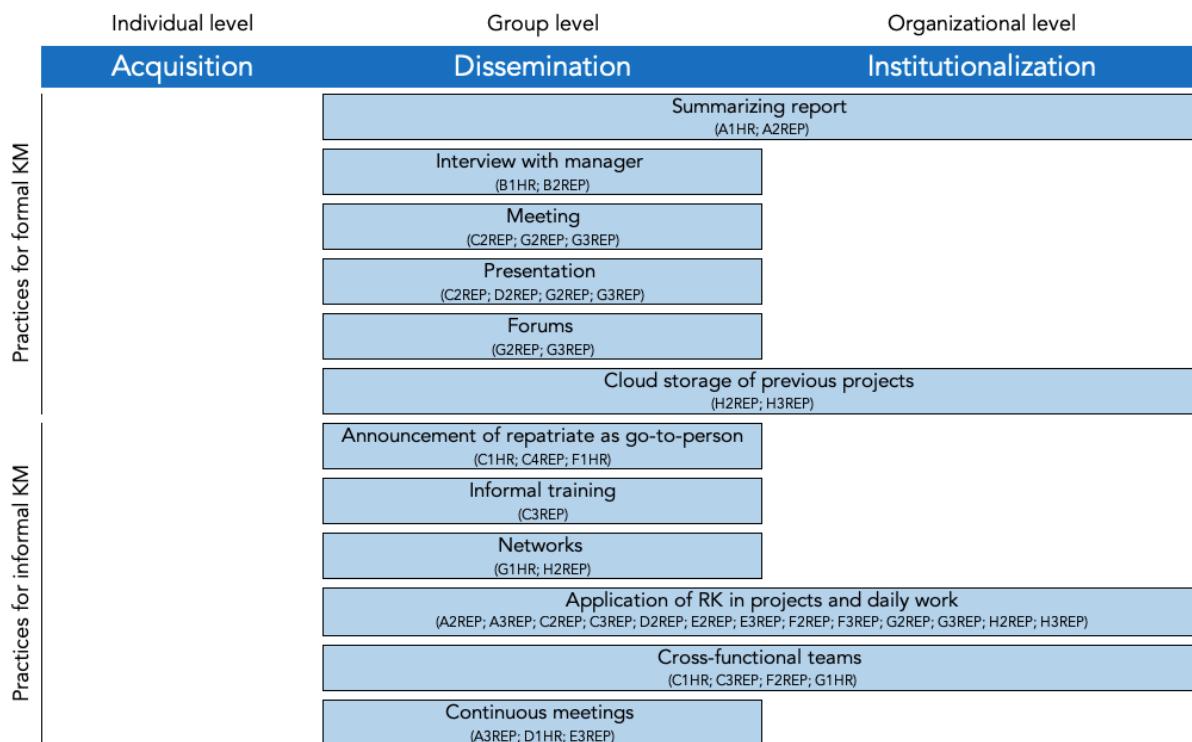 Individual level
Group level
Organizational level
Acquisition
Dissemination
Institutionalization
Practices for formal KM
Summarizing report
(A1HR; A2REP)
Interview with manager
(B1HR; B2REP)
Meeting
(C2REP; G2REP; G3REP)
Presentation
(C2REP; D2REP; G2REP; G3REP)
Forums
(G2REP; G3REP)
Cloud storage of previous projects
(H2REP; H3REP)
Practices for informal KM
Announcement of repatriate as go-to-person
(C1HR; C4REP; F1HR)
Informal training
(C3REP)
Networks
(G1HR; H2REP)
Application of RK in projects and daily work
(A2REP; A3REP; C2REP; C3REP; D2REP; E2REP; E3REP; F2REP; F3REP; G2REP; G3REP; H2REP; H3REP)
Cross-functional teams
(C1HR; C3REP; F2REP; G1HR)
Continuous meetings
(A3REP; D1HR; E3REP)